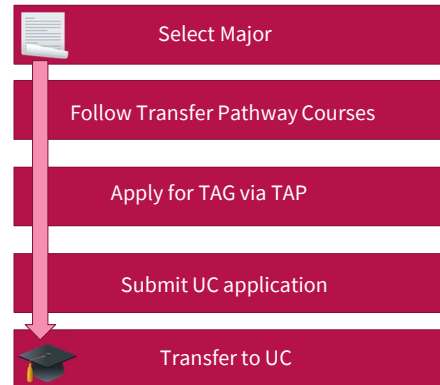 Select Major
Follow Transfer Pathway Courses
Apply for TAG via TAP
Submit UC application
Transfer to UC